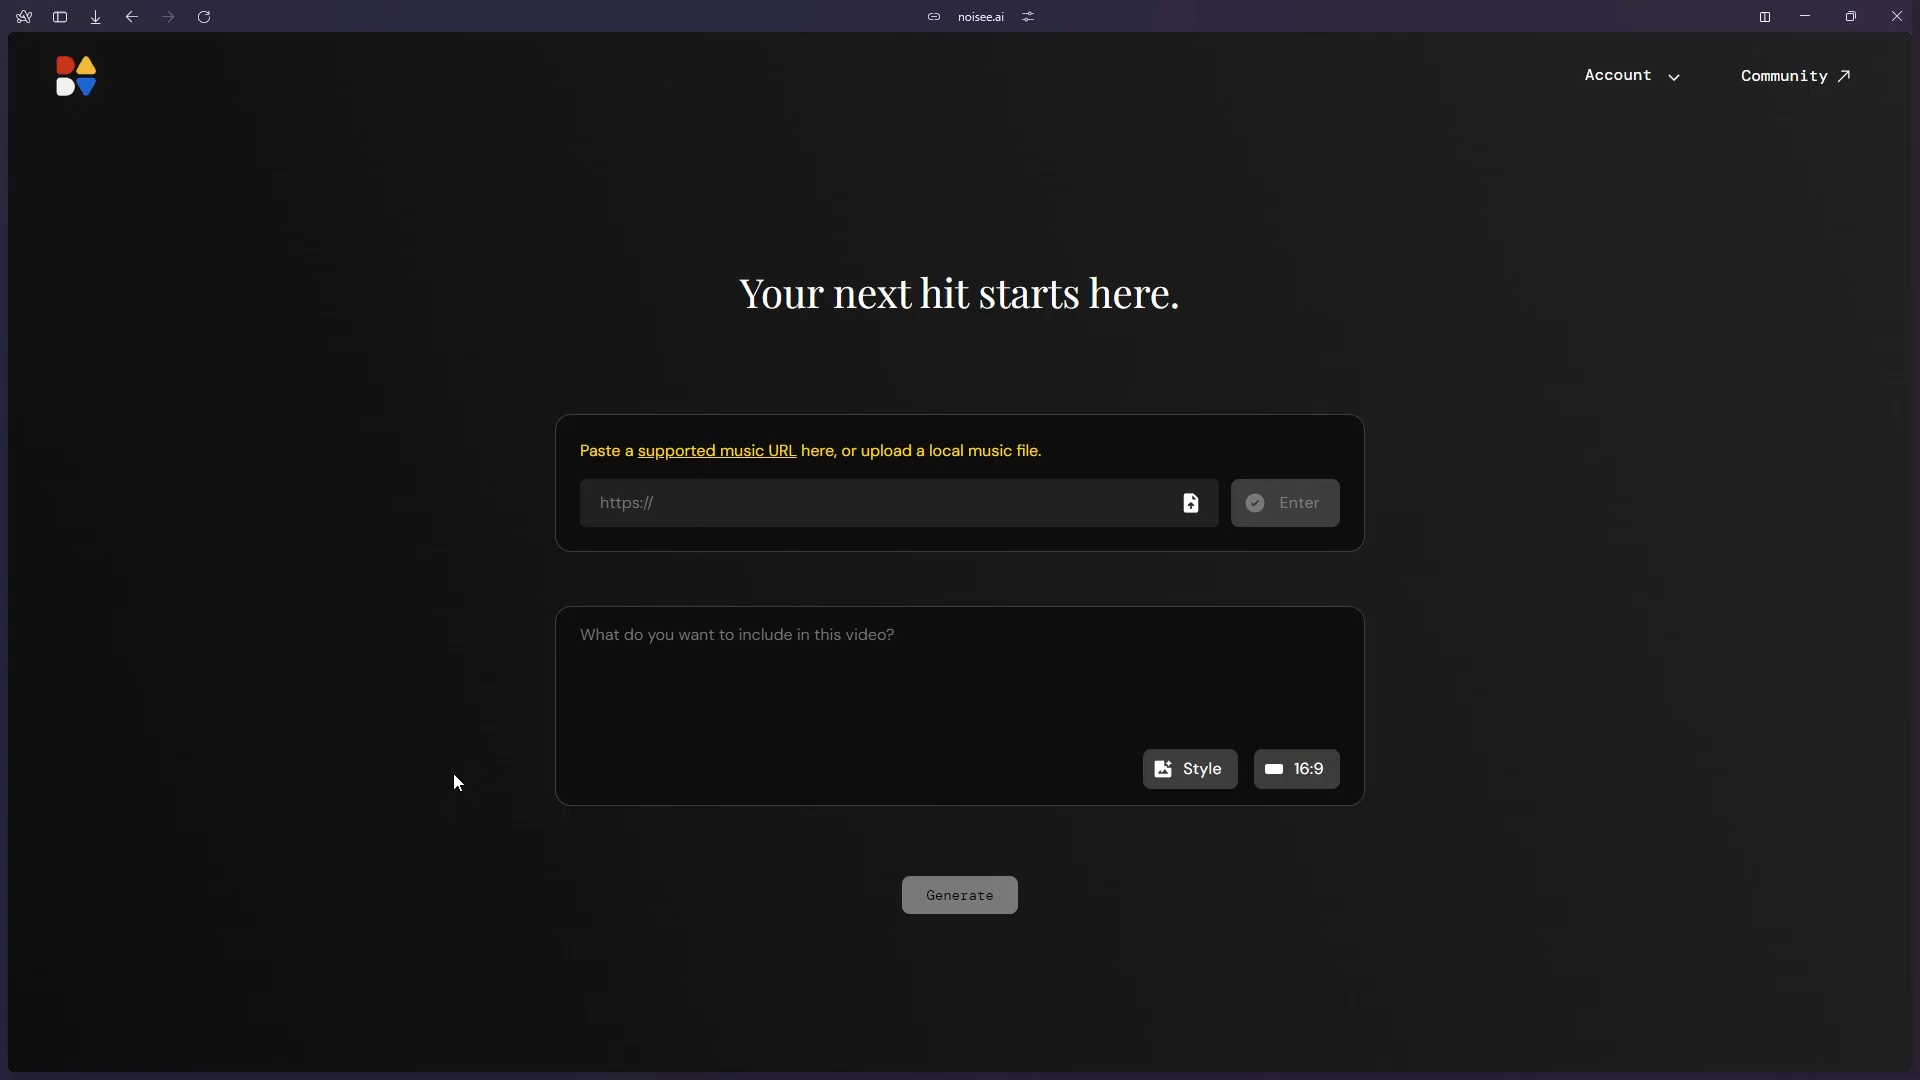 noisee.ai
Account
Community
Your next hit starts here.
Paste a supported music URL here, or upload a local music file.
https://
Enter
What do you want to include in this video?
Style
16:9
Generate